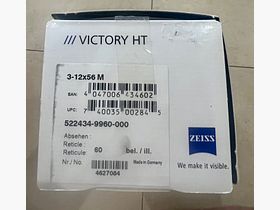 /// VICTORY HT
3-12x56 M
EAN: 4 047006 434602
UPC: 7 40035 00284 5
522434-9960-000
Absehen :
Reticle :
Reticule: 60 bel. / ill.
Nr./ No. Made in Germany
4627084
ZEISS
We make it visible.